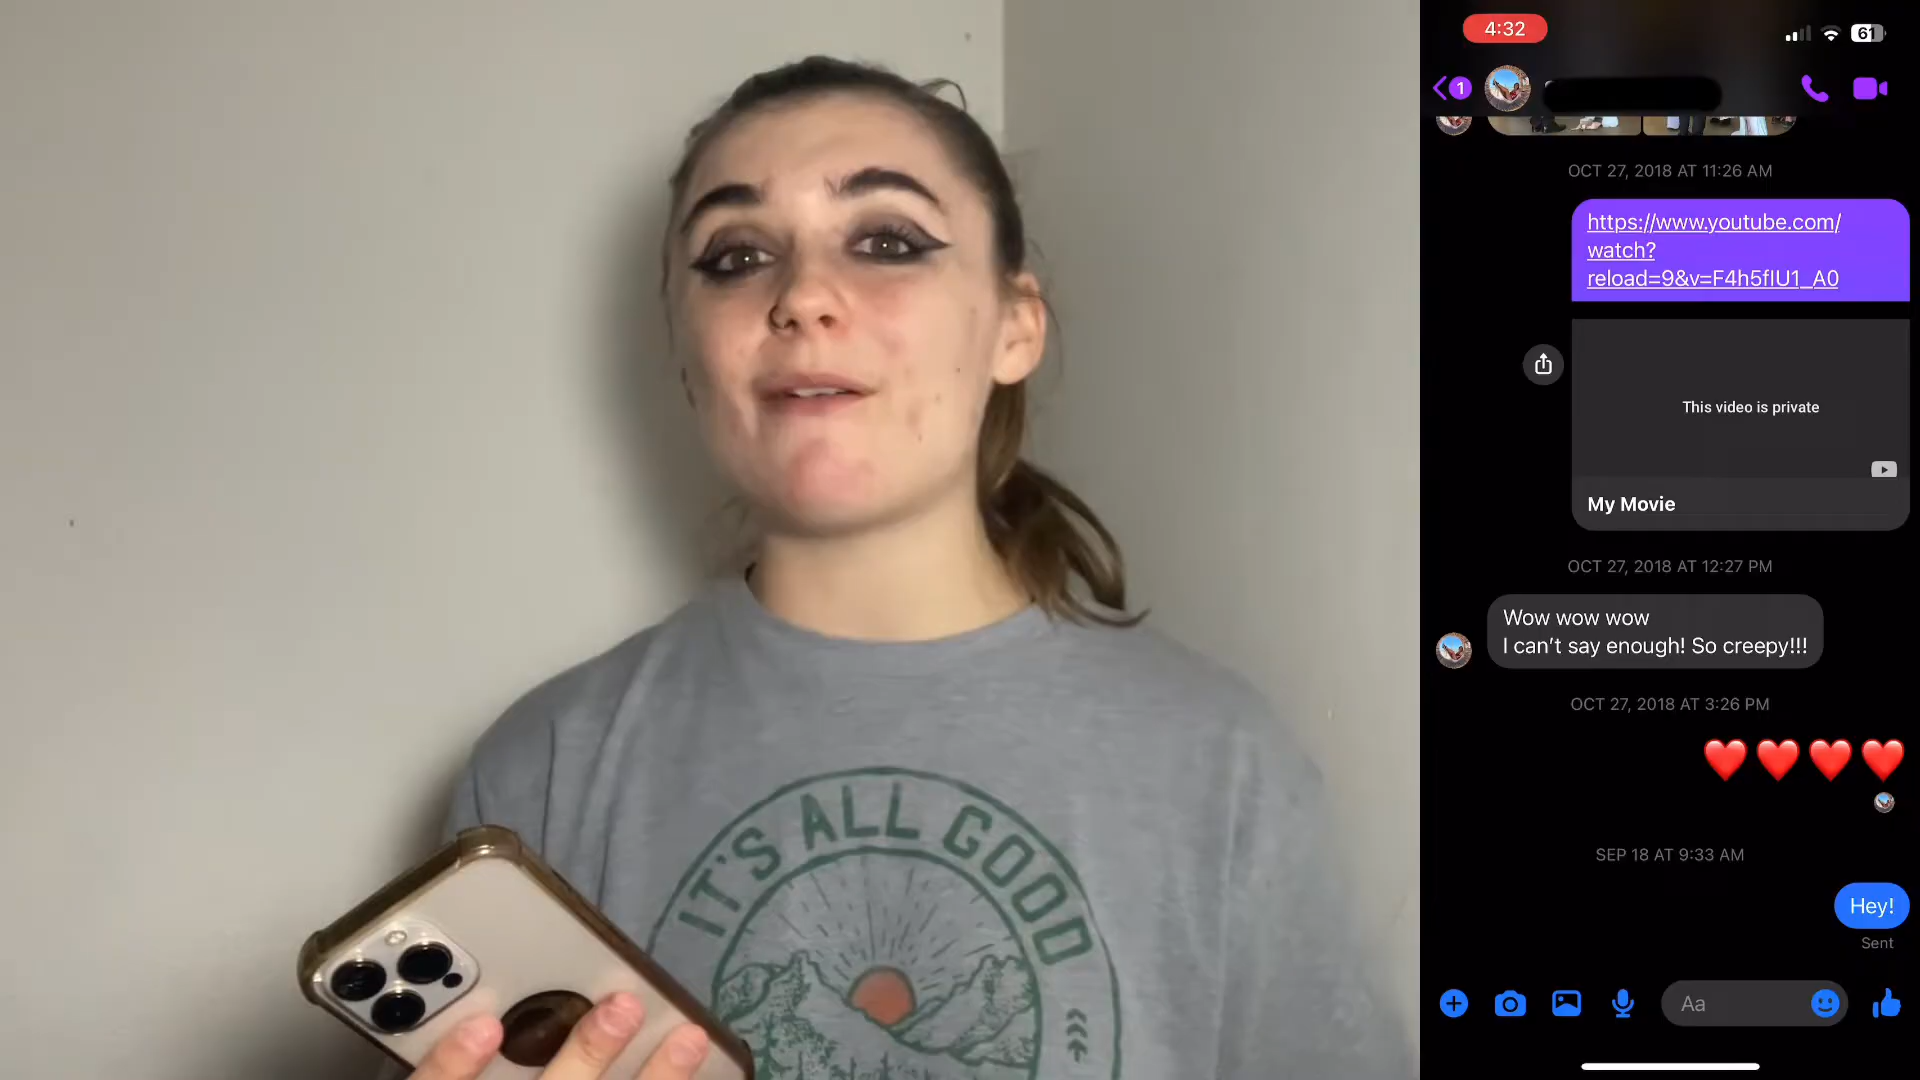 IT'S ALL GOOD
4:32
61
1
OCT 27, 2018 AT 11:26 AM
https://www.youtube.com/
watch?
reload=9&v=F4h5flU1_A0
This video is private
My Movie
OCT 27, 2018 AT 12:27 PM
Wow wow wow
I can't say enough! So creepy!!!
OCT 27, 2018 AT 3:26 PM
SEP 18 AT 9:33 AM
Hey!
Sent
Aa